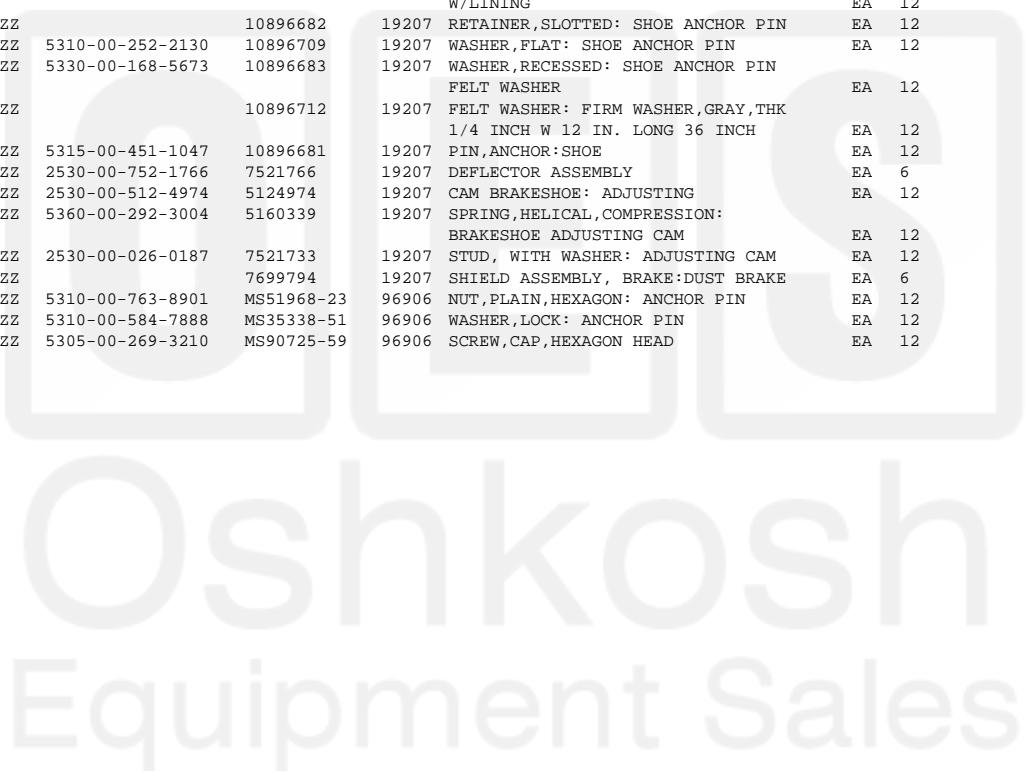 W/LINING EA 12
ZZ 10896682 19207 RETAINER,SLOTTED: SHOE ANCHOR PIN EA 12
ZZ 5310-00-252-2130 10896709 19207 WASHER,FLAT: SHOE ANCHOR PIN EA 12
ZZ 5330-00-168-5673 10896683 19207 WASHER,RECESSED: SHOE ANCHOR PIN
FELT WASHER EA 12
ZZ 10896712 19207 FELT WASHER: FIRM WASHER,GRAY,THK
1/4 INCH W 12 IN. LONG 36 INCH EA 12
ZZ 5315-00-451-1047 10896681 19207 PIN,ANCHOR:SHOE EA 12
ZZ 2530-00-752-1766 7521766 19207 DEFLECTOR ASSEMBLY EA 6
ZZ 2530-00-512-4974 5124974 19207 CAM BRAKESHOE: ADJUSTING EA 12
ZZ 5360-00-292-3004 5160339 19207 SPRING,HELICAL,COMPRESSION:
BRAKESHOE ADJUSTING CAM EA 12
ZZ 2530-00-026-0187 7521733 19207 STUD, WITH WASHER: ADJUSTING CAM EA 12
ZZ 7699794 19207 SHIELD ASSEMBLY, BRAKE:DUST BRAKE EA 6
ZZ 5310-00-763-8901 MS51968-23 96906 NUT,PLAIN,HEXAGON: ANCHOR PIN EA 12
ZZ 5310-00-584-7888 MS35338-51 96906 WASHER,LOCK: ANCHOR PIN EA 12
ZZ 5305-00-269-3210 MS90725-59 96906 SCREW,CAP,HEXAGON HEAD EA 12
OES
Oshkosh
Equipment Sales